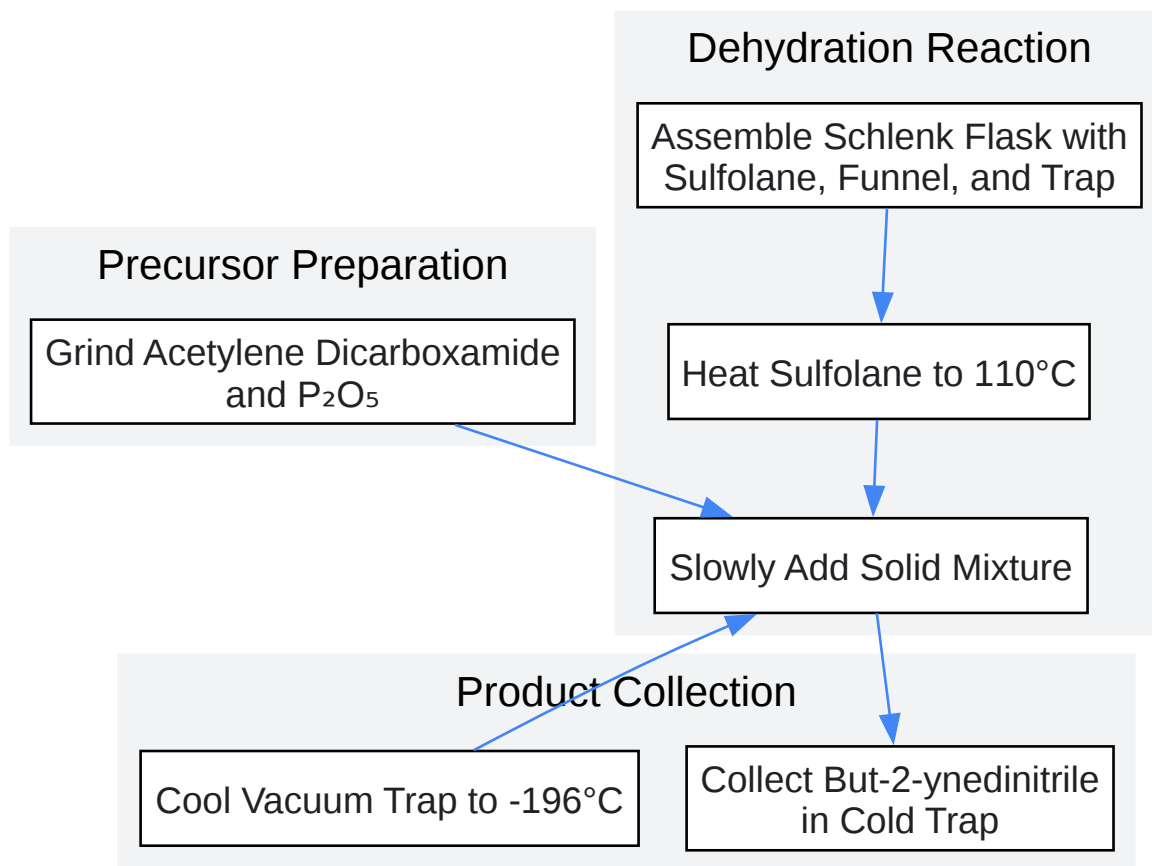 Dehydration Reaction
Assemble Schlenk Flask with
Sulfolane, Funnel, and Trap
Precursor Preparation
Grind Acetylene Dicarboxamide
and P₂O₅
Heat Sulfolane to 110°C
Slowly Add Solid Mixture
Product Collection
Cool Vacuum Trap to -196°C
Collect But-2-ynedinitrile
in Cold Trap